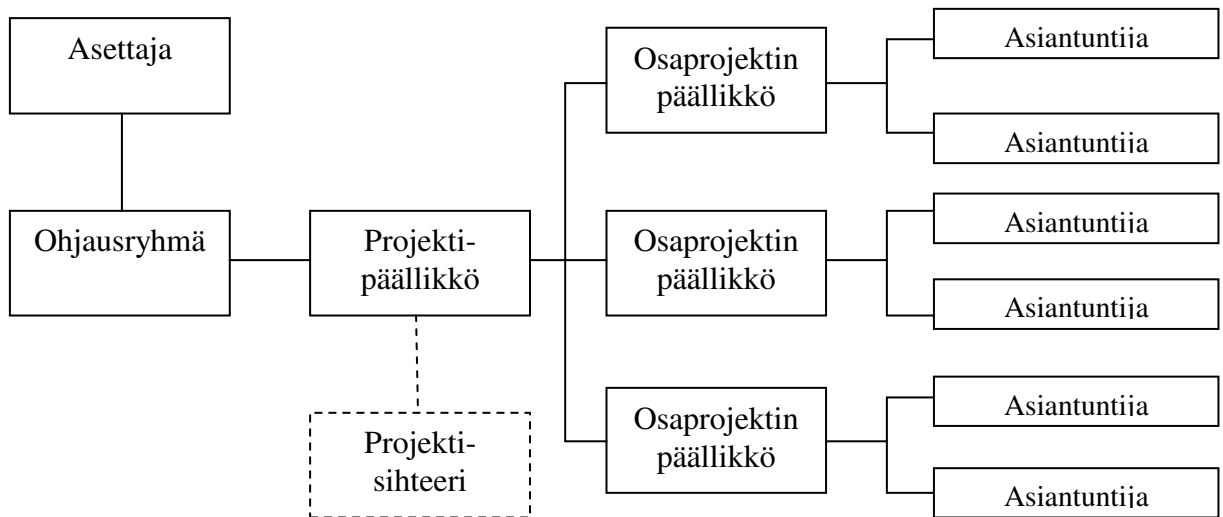 Asettaja
Ohjausryhmä
Projekti-
päällikkö
Projekti-
sihteeri
Osaprojektin
päällikkö
Asiantuntija
Asiantuntija
Osaprojektin
päällikkö
Asiantuntija
Asiantuntija
Osaprojektin
päällikkö
Asiantuntija
Asiantuntija